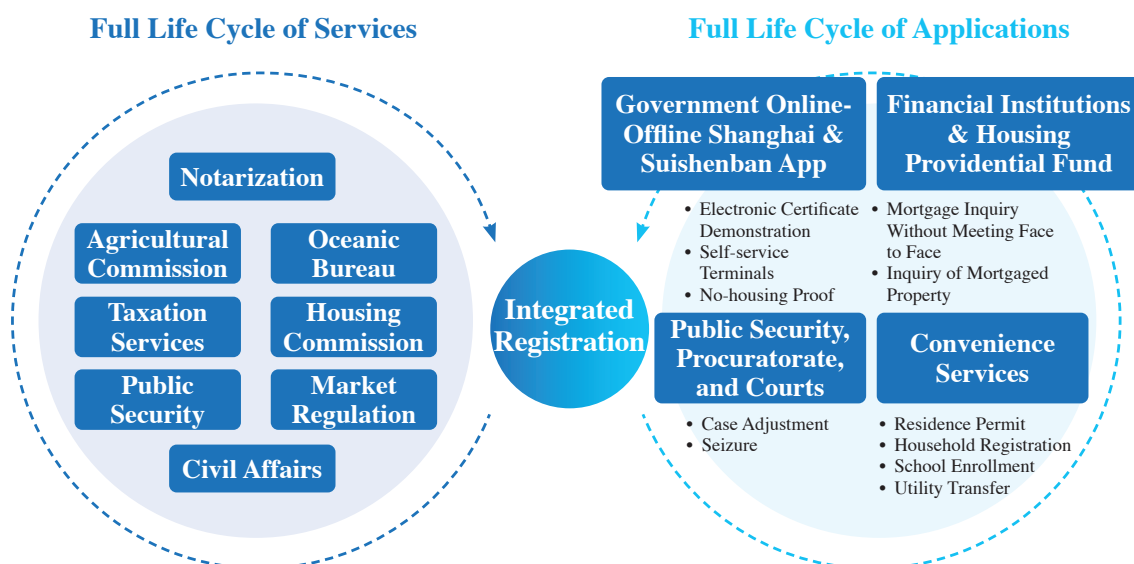 Full Life Cycle of Services
Notarization
Agricultural
Commission
Oceanic
Bureau
Taxation
Services
Housing
Commission
Public
Security
Market
Regulation
Civil Affairs
Integrated
Registration
Full Life Cycle of Applications
Government Online-
Offline Shanghai &
Suishenban App
• Electronic Certificate
Demonstration
• Self-service
Terminals
• No-housing Proof
Financial Institutions
& Housing
Providential Fund
• Mortgage Inquiry
Without Meeting Face
to Face
• Inquiry of Mortgaged
Property
Public Security,
Procuratorate,
and Courts
• Case Adjustment
• Seizure
Convenience
Services
• Residence Permit
• Household Registration
• School Enrollment
• Utility Transfer